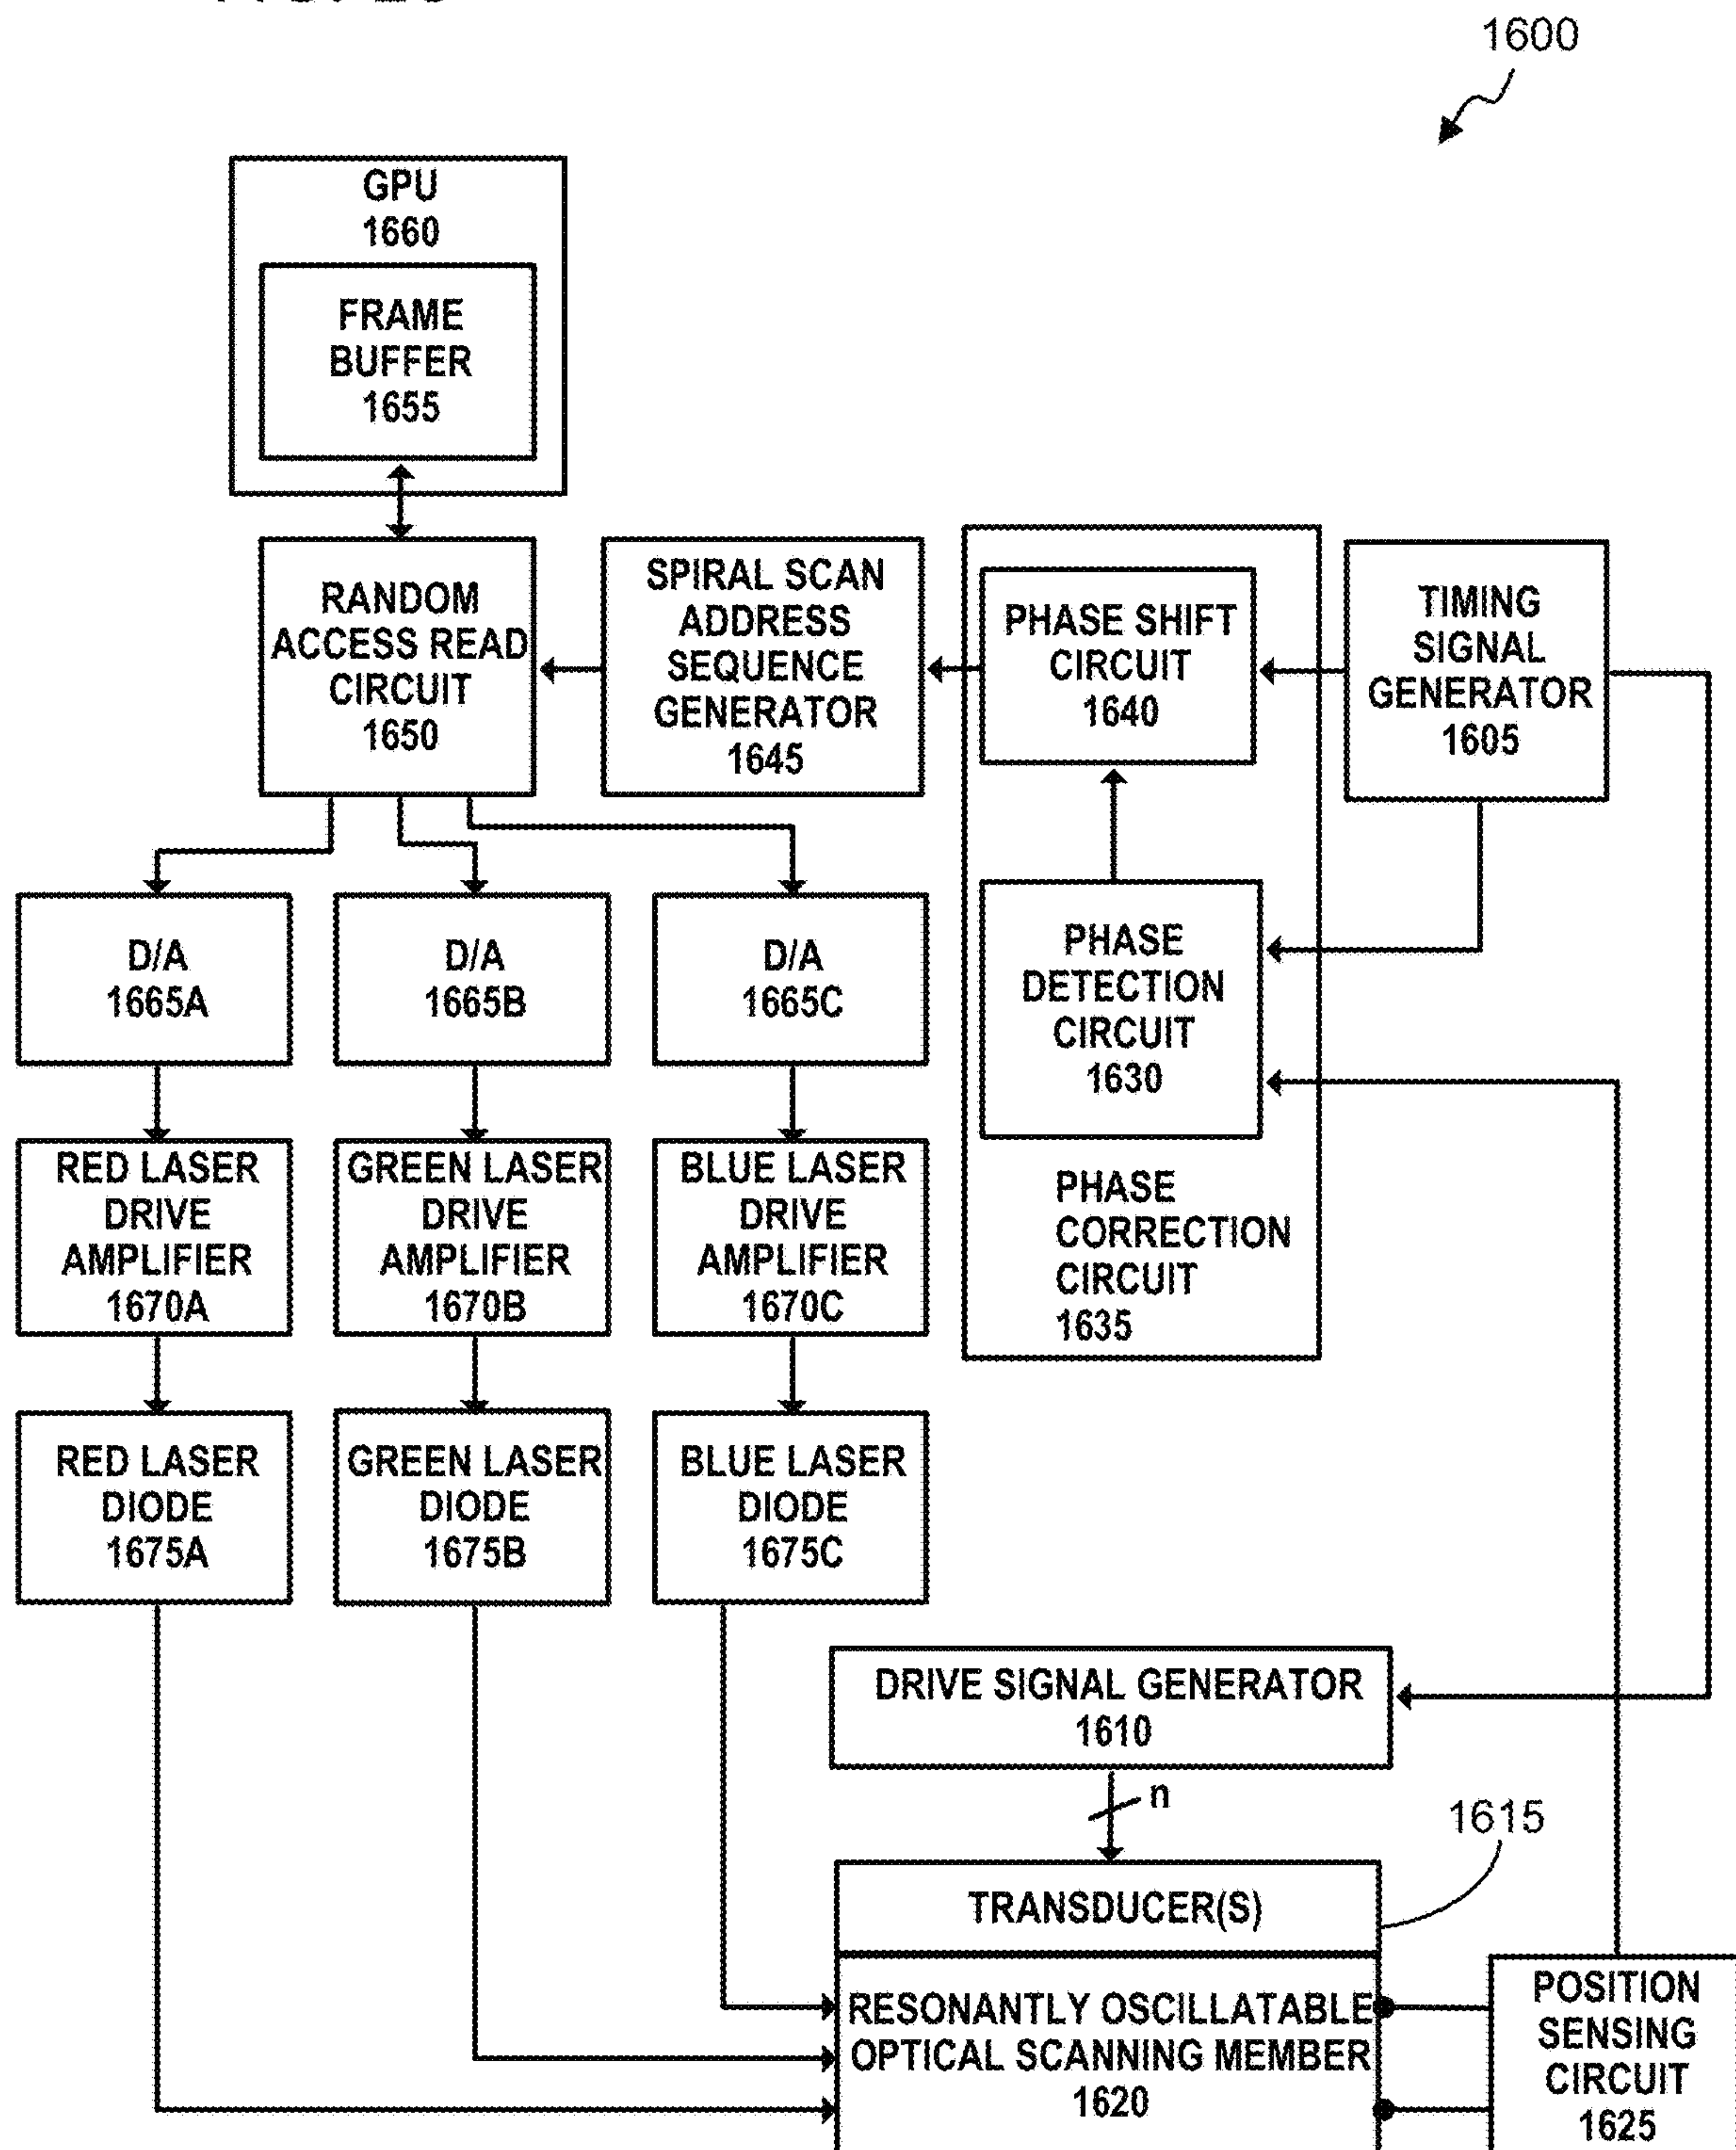 1600
GPU
1660
FRAME
BUFFER
1655
RANDOM
ACCESS READ
CIRCUIT
1650
SPIRAL SCAN
ADDRESS
SEQUENCE
GENERATOR
1645
PHASE SHIFT
CIRCUIT
1640
TIMING
SIGNAL
GENERATOR
1605
D/A
1665A
D/A
1665B
D/A
1665C
PHASE
DETECTION
CIRCUIT
1630
PHASE
CORRECTION
CIRCUIT
1635
RED LASER
DRIVE
AMPLIFIER
1670A
GREEN LASER
DRIVE
AMPLIFIER
1670B
BLUE LASER
DRIVE
AMPLIFIER
1670C
RED LASER
DIODE
1675A
GREEN LASER
DIODE
1675B
BLUE LASER
DIODE
1675C
DRIVE SIGNAL GENERATOR
1610
n
1615
TRANSDUCER(S)
RESONANTLY OSCILLATABLE
OPTICAL SCANNING MEMBER
1620
POSITION
SENSING
CIRCUIT
1625